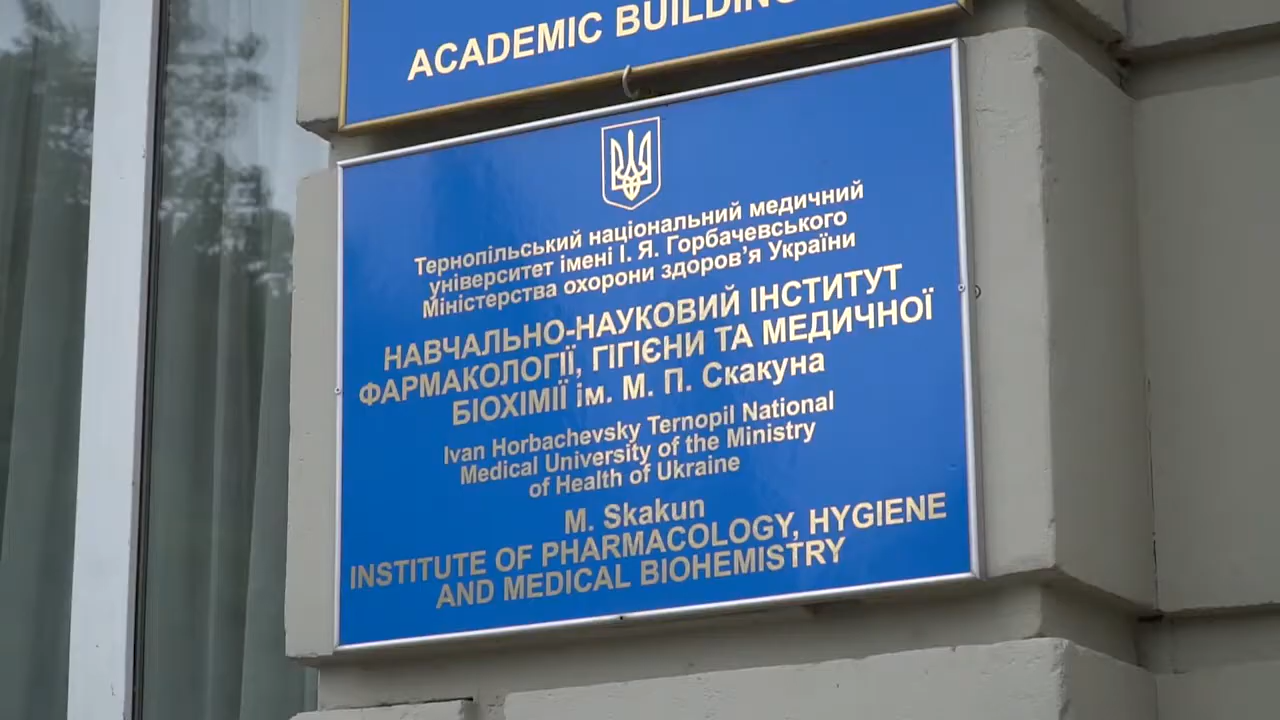 ACADEMIC BUILDING
Тернопільський національний медичний
університет імені І. Я. Горбачевського
Міністерства охорони здоров'я України
НАВЧАЛЬНО-НАУКОВИЙ ІНСТИТУТ
ФАРМАКОЛОГІЇ, ГІГІЄНИ ТА МЕДИЧНОЇ
БІОХІМІЇ ім. М. П. Скакуна
Ivan Horbachevsky Ternopil National
Medical University of the Ministry
of Health of Ukraine
M. Skakun
INSTITUTE OF PHARMACOLOGY, HYGIENE
AND MEDICAL BIOHEMISTRY